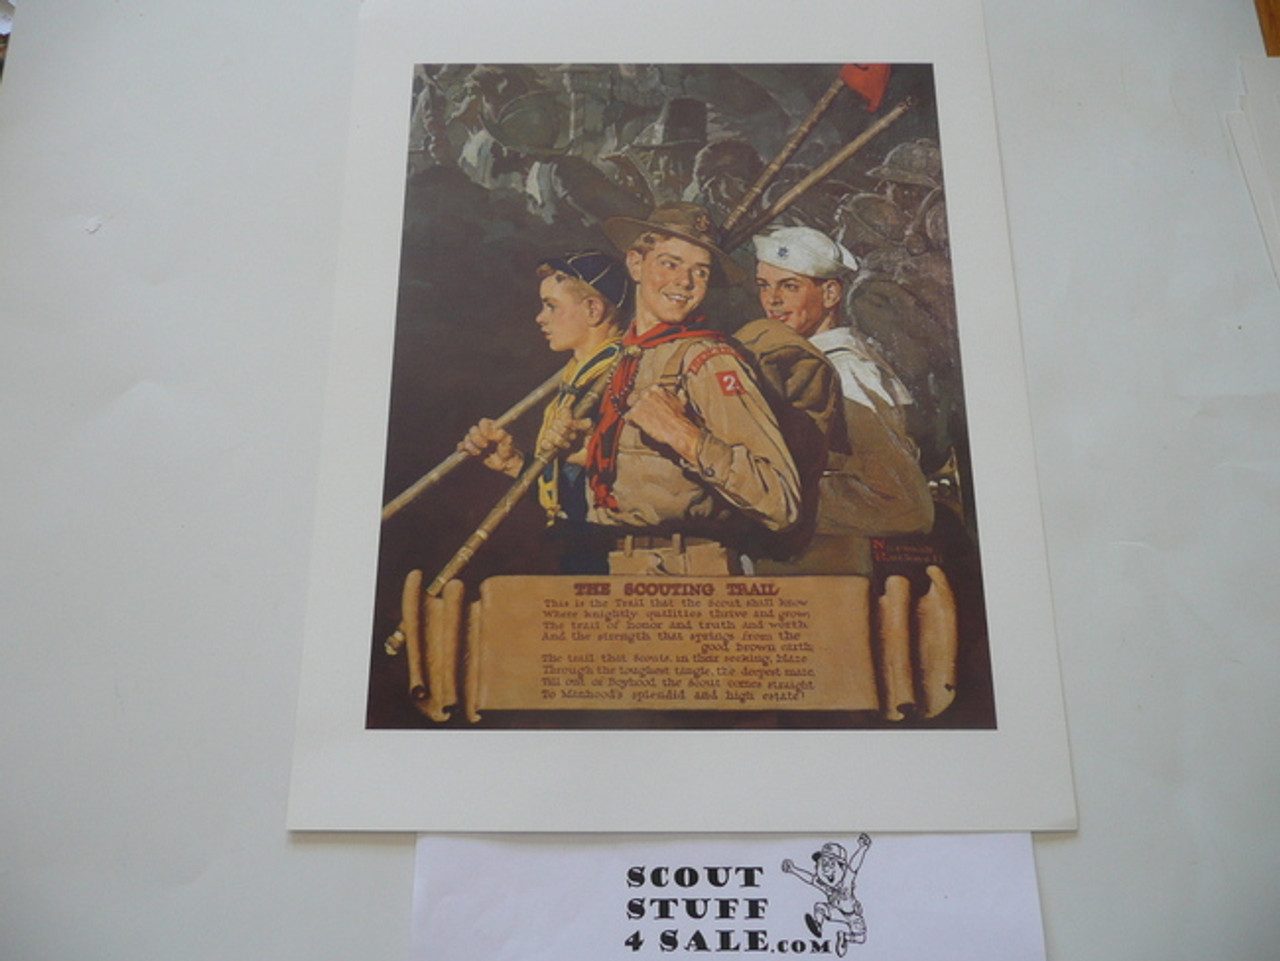 2
Norman
Rockwell
THE SCOUTING TRAIL
This is the Trail that the Scout shall know
Where knightly qualities thrive and grow;
The trail of honor and truth and worth
And the strength that springs from the
good brown earth;
The trail that Scouts, in their seeking, blaze
Through the toughest tangle, the deepest maze,
Till out of Boyhood, the Scout comes straight
To Manhood's splendid and high estate!
SCOUT
STUFF
4 SALE.COM